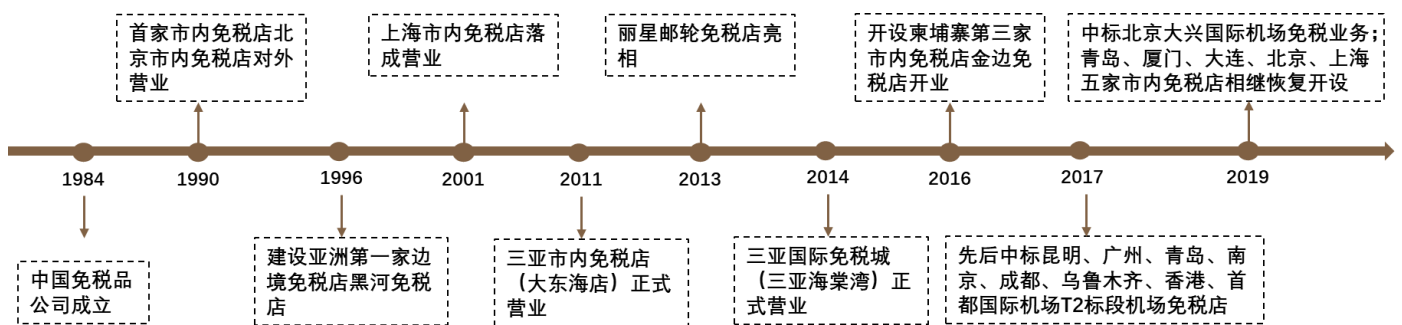 首家市内免税店北
京市内免税店对外
营业
上海市内免税店落
成营业
丽星邮轮免税店亮
相
开设柬埔寨第三家
市内免税店金边免
税店开业
中标北京大兴国际机场免税业务；
青岛、厦门、大连、北京、上海
五家市内免税店相继恢复开设
1984
1990
1996
2001
2011
2013
2014
2016
2017
2019
中国免税品
公司成立
建设亚洲第一家边
境免税店黑河免税
店
三亚市内免税店
（大东海店）正式
营业
三亚国际免税城
（三亚海棠湾）正
式营业
先后中标昆明、广州、青岛、南
京、成都、乌鲁木齐、香港、首
都国际机场T2标段机场免税店